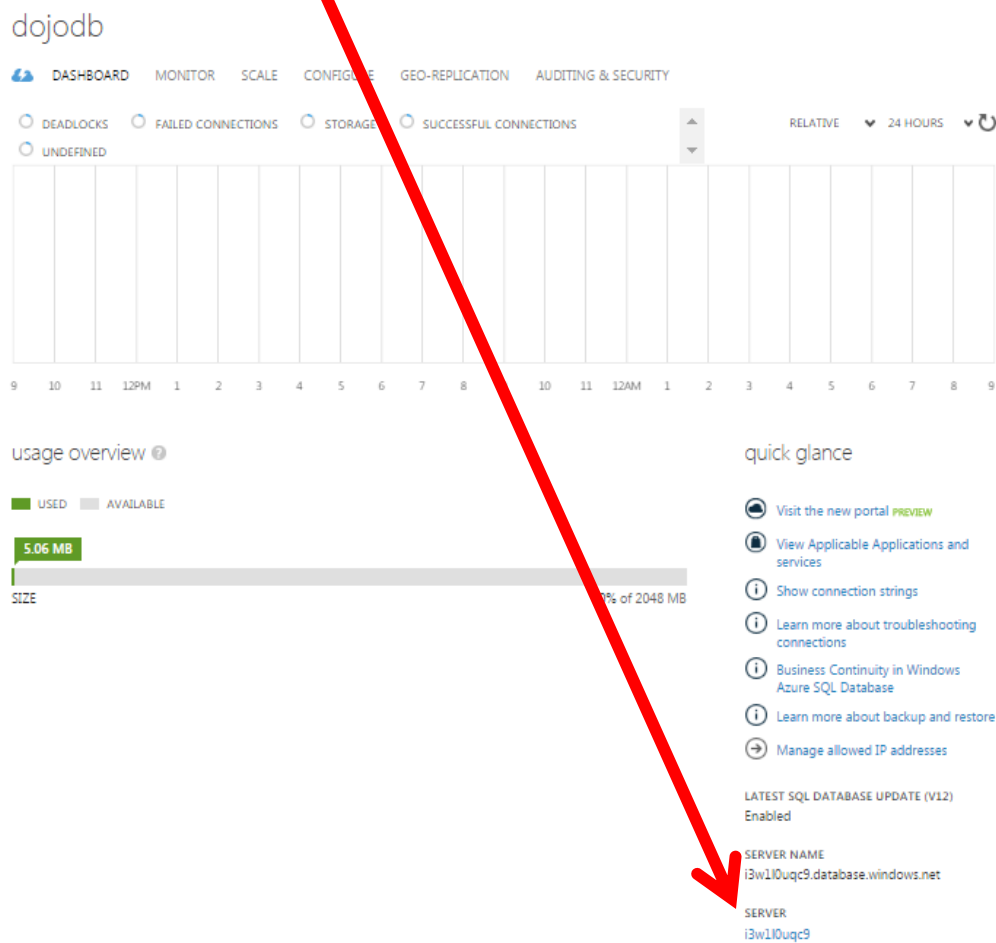 dojodb
DASHBOARD MONITOR SCALE CONFIGURE GEO-REPLICATION AUDITING & SECURITY
DEADLOCKS FAILED CONNECTIONS STORAGE SUCCESSFUL CONNECTIONS
RELATIVE 24 HOURS
UNDEFINED
9 10 11 12PM 1 2 3 4 5 6 7 8 10 11 12AM 1 2 3 4 5 6 7 8 9
usage overview
USED AVAILABLE
5.06 MB
SIZE
of 2048 MB
quick glance
Visit the new portal PREVIEW
View Applicable Applications and
services
Show connection strings
Learn more about troubleshooting
connections
Business Continuity in Windows
Azure SQL Database
Learn more about backup and restore
Manage allowed IP addresses
LATEST SQL DATABASE UPDATE (V12)
Enabled
SERVER NAME
i3w1l0uqc9.database.windows.net
SERVER
i3w1l0uqc9